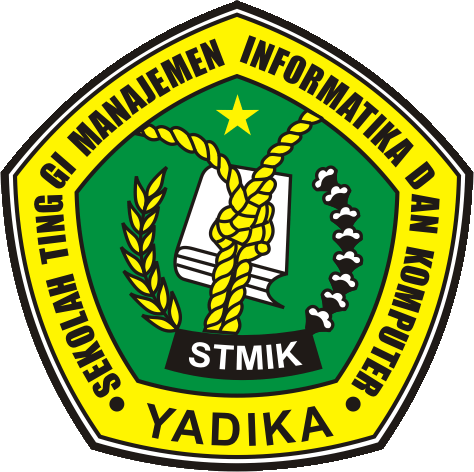 SEKOLAH TINGGI MANAJEMEN INFORMATIKA DAN KOMPUTER
STMIK
YADIKA